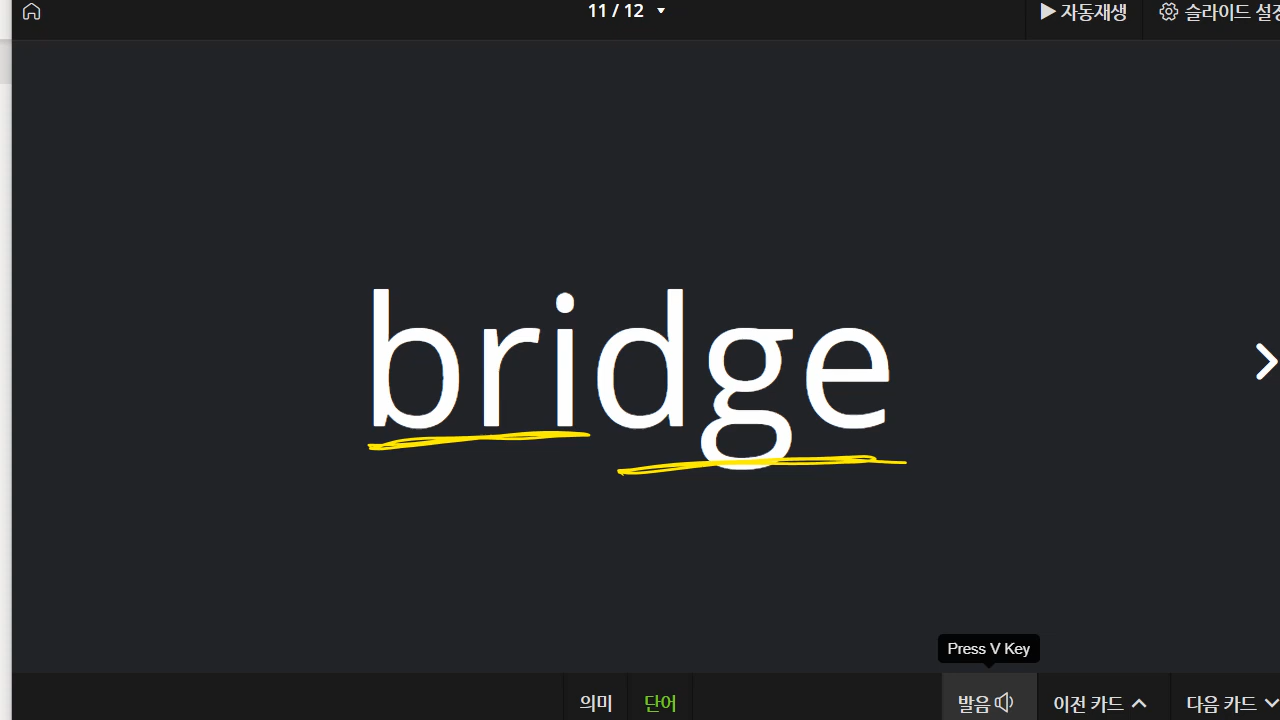 11 / 12
자동재생
슬라이드 설정
bridge
Press V Key
의미
단어
발음
이전 카드
다음 카드